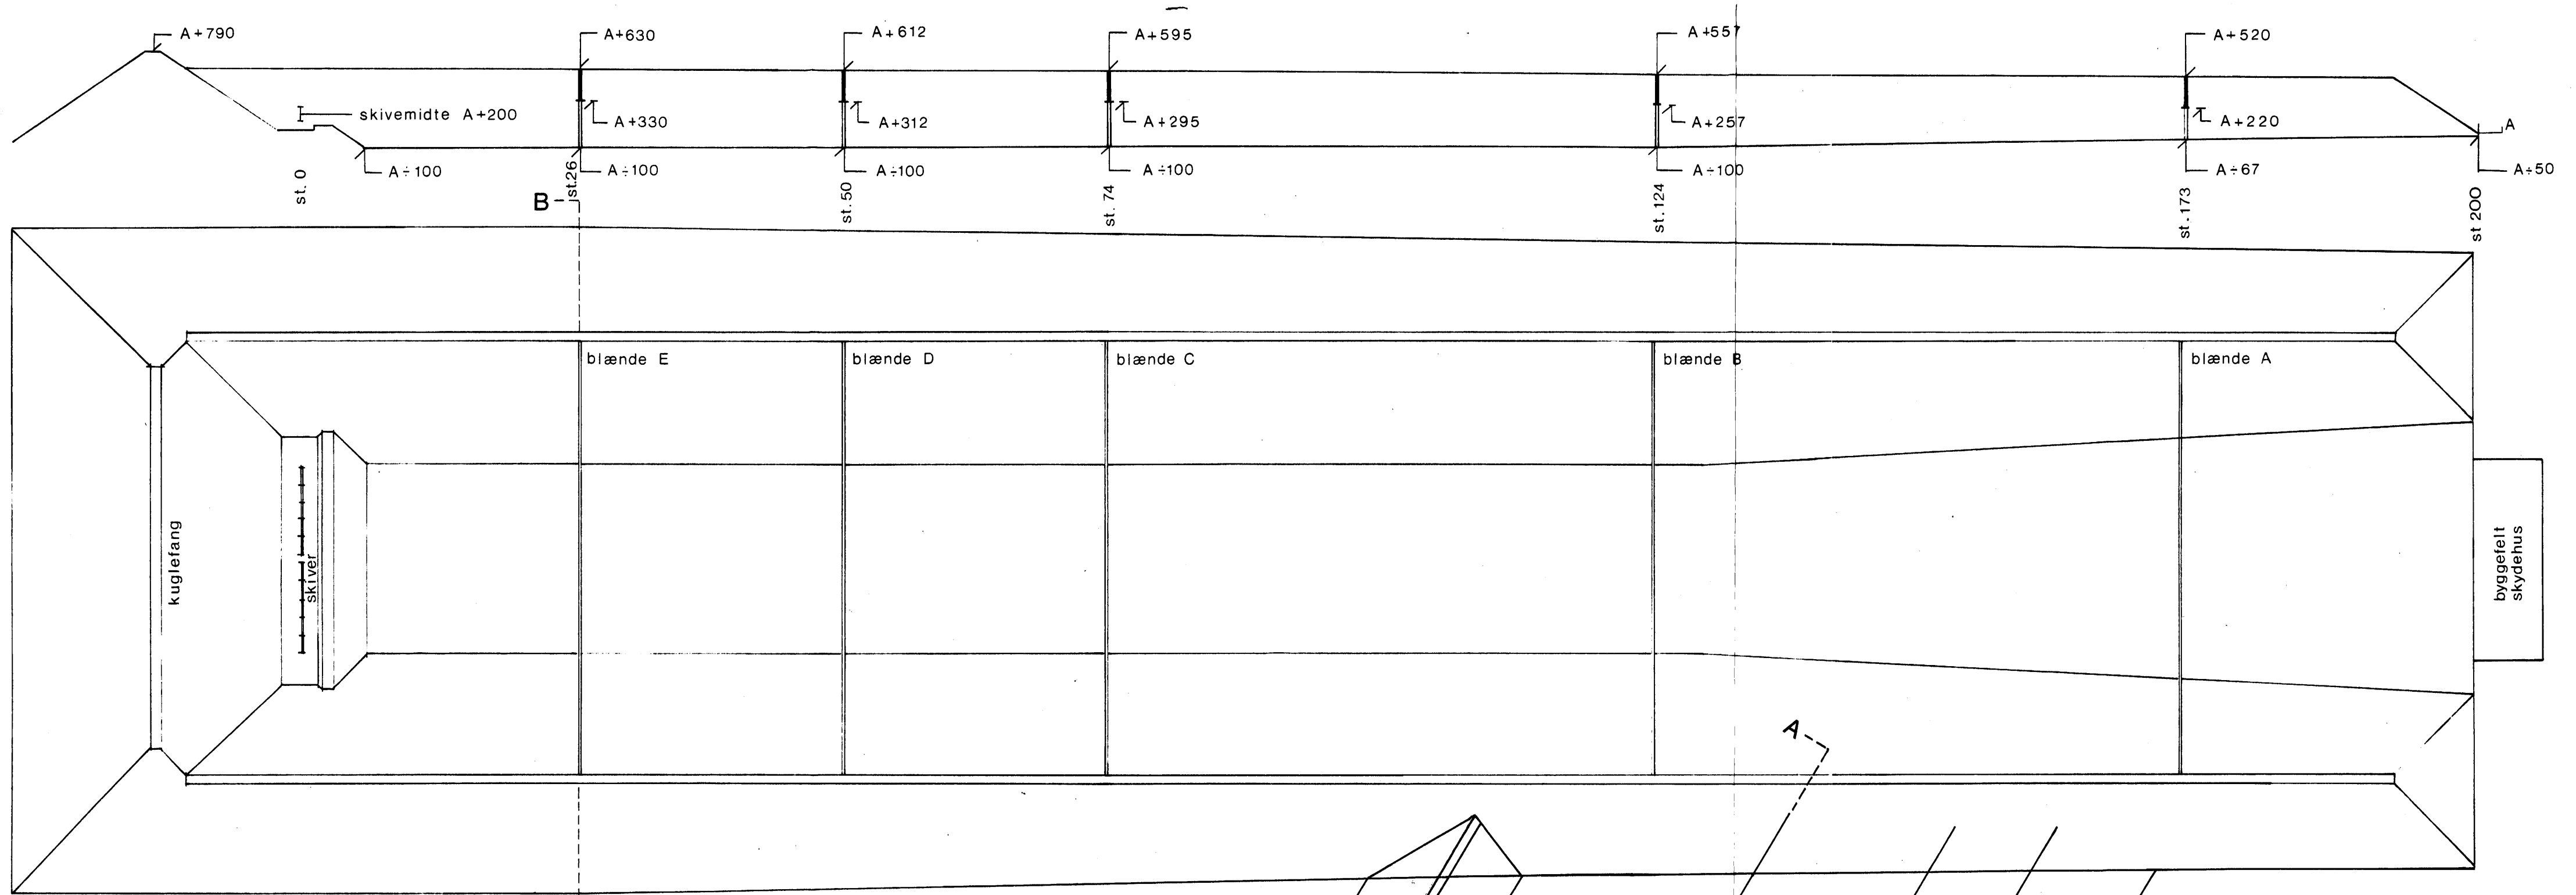 A+790
A+630
A+612
A+595
A+557
A+520
skivemidte A+200
A+330
A+312
A+295
A+257
A+220
A
A÷100
A÷100
A÷100
A÷100
A÷100
A÷67
A÷50
st. 0
st.26
st. 50
st. 74
st. 124
st. 173
st 200
B
blænde E
blænde D
blænde C
blænde B
blænde A
kuglefang
skiver
byggefelt
skydehus
A